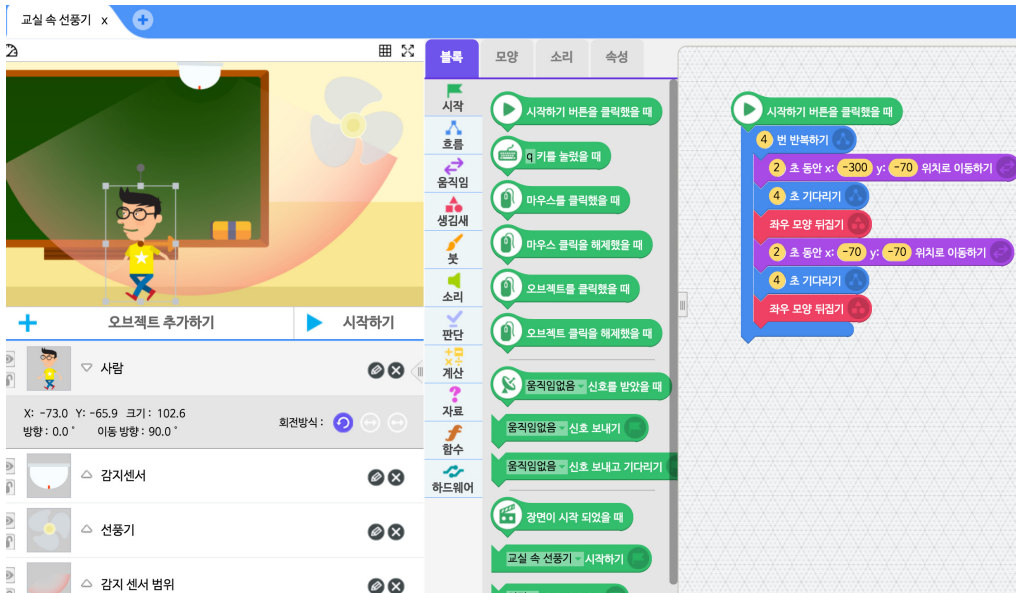 교실 속 선풍기 x
블록 모양 소리 속성
시작
흐름
움직임
생김새
붓
소리
판단
계산
자료
함수
하드웨어
시작하기 버튼을 클릭했을 때
q 키를 눌렀을 때
마우스를 클릭했을 때
마우스 클릭을 해제했을 때
오브젝트를 클릭했을 때
오브젝트 클릭을 해제했을 때
움직임없음 신호를 받았을 때
움직임없음 신호 보내기
움직임없음 신호 보내고 기다리기
장면이 시작 되었을 때
교실 속 선풍기 시작하기
시작하기 버튼을 클릭했을 때
4 번 반복하기
2 초 동안 x: -300 y: -70 위치로 이동하기
4 초 기다리기
좌우 모양 뒤집기
2 초 동안 x: -70 y: -70 위치로 이동하기
4 초 기다리기
좌우 모양 뒤집기
오브젝트 추가하기 시작하기
사람
X: -73.0 Y: -65.9 크기 : 102.6
방향 : 0.0˚ 이동 방향 : 90.0˚
회전방식 :
감지센서
선풍기
감지 센서 범위